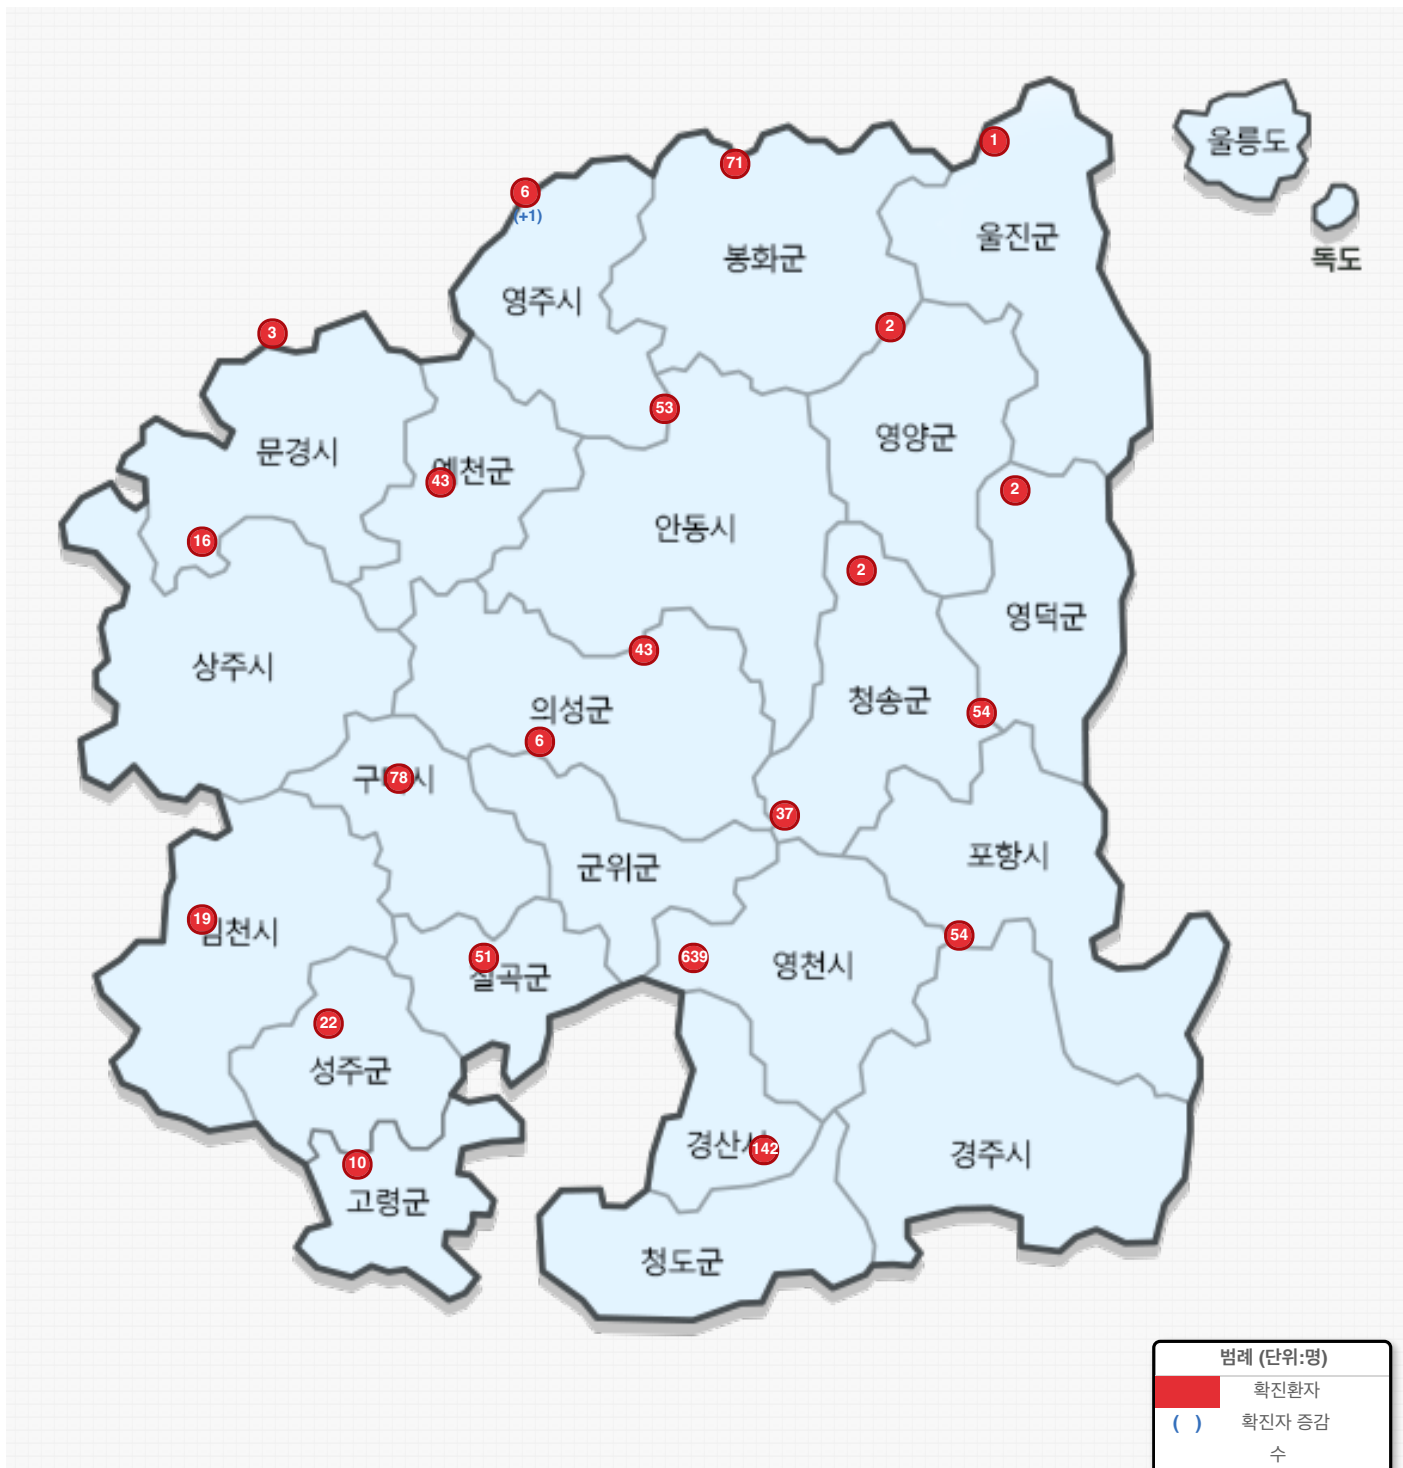 울릉도
독도
1
71
6
(+1)
울진군
봉화군
영주시
2
3
53
영양군
문경시
예천군
43
2
16
안동시
2
영덕군
43
상주시
청송군
54
의성군
6
78
37
포항시
군위군
19
천시
54
639
영천시
51
칠곡군
22
성주군
경산시
142
경주시
10
고령군
청도군
범례 (단위:명)
확진환자
( ) 확진자 증감
수